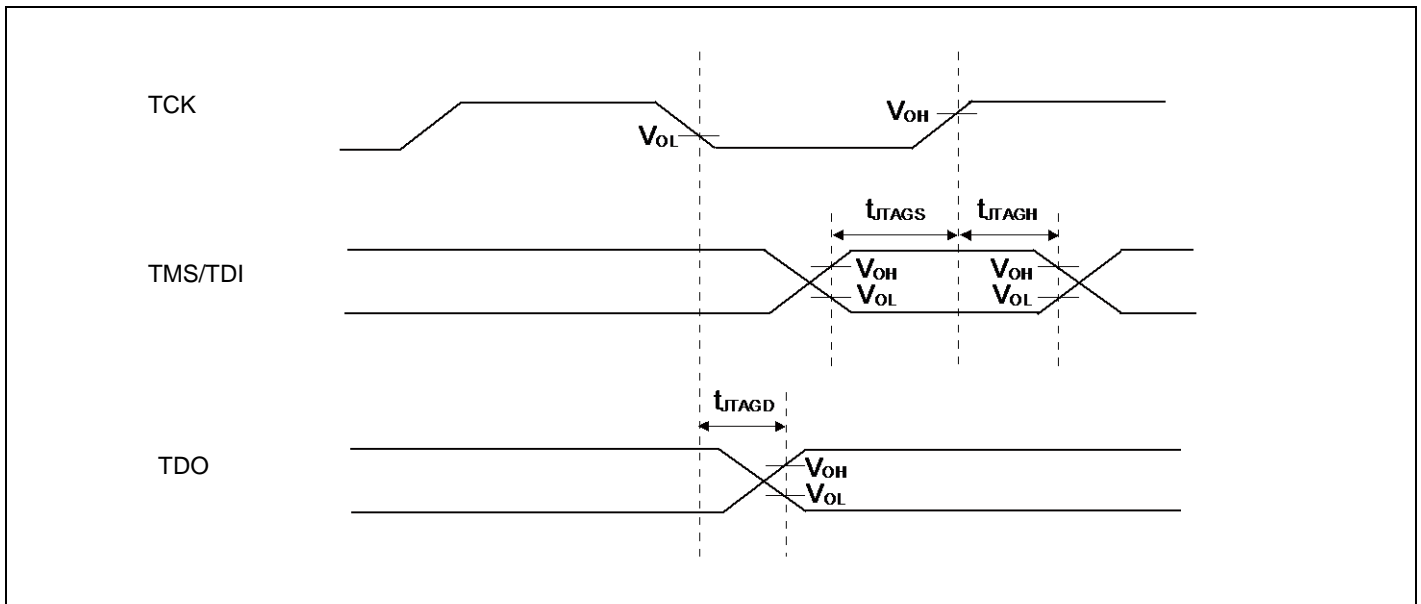 TCK
VOL
VOH
tJTAGS
tJTAGH
TMS/TDI
VOH
VOL
VOH
VOL
tJTAGD
TDO
VOH
VOL